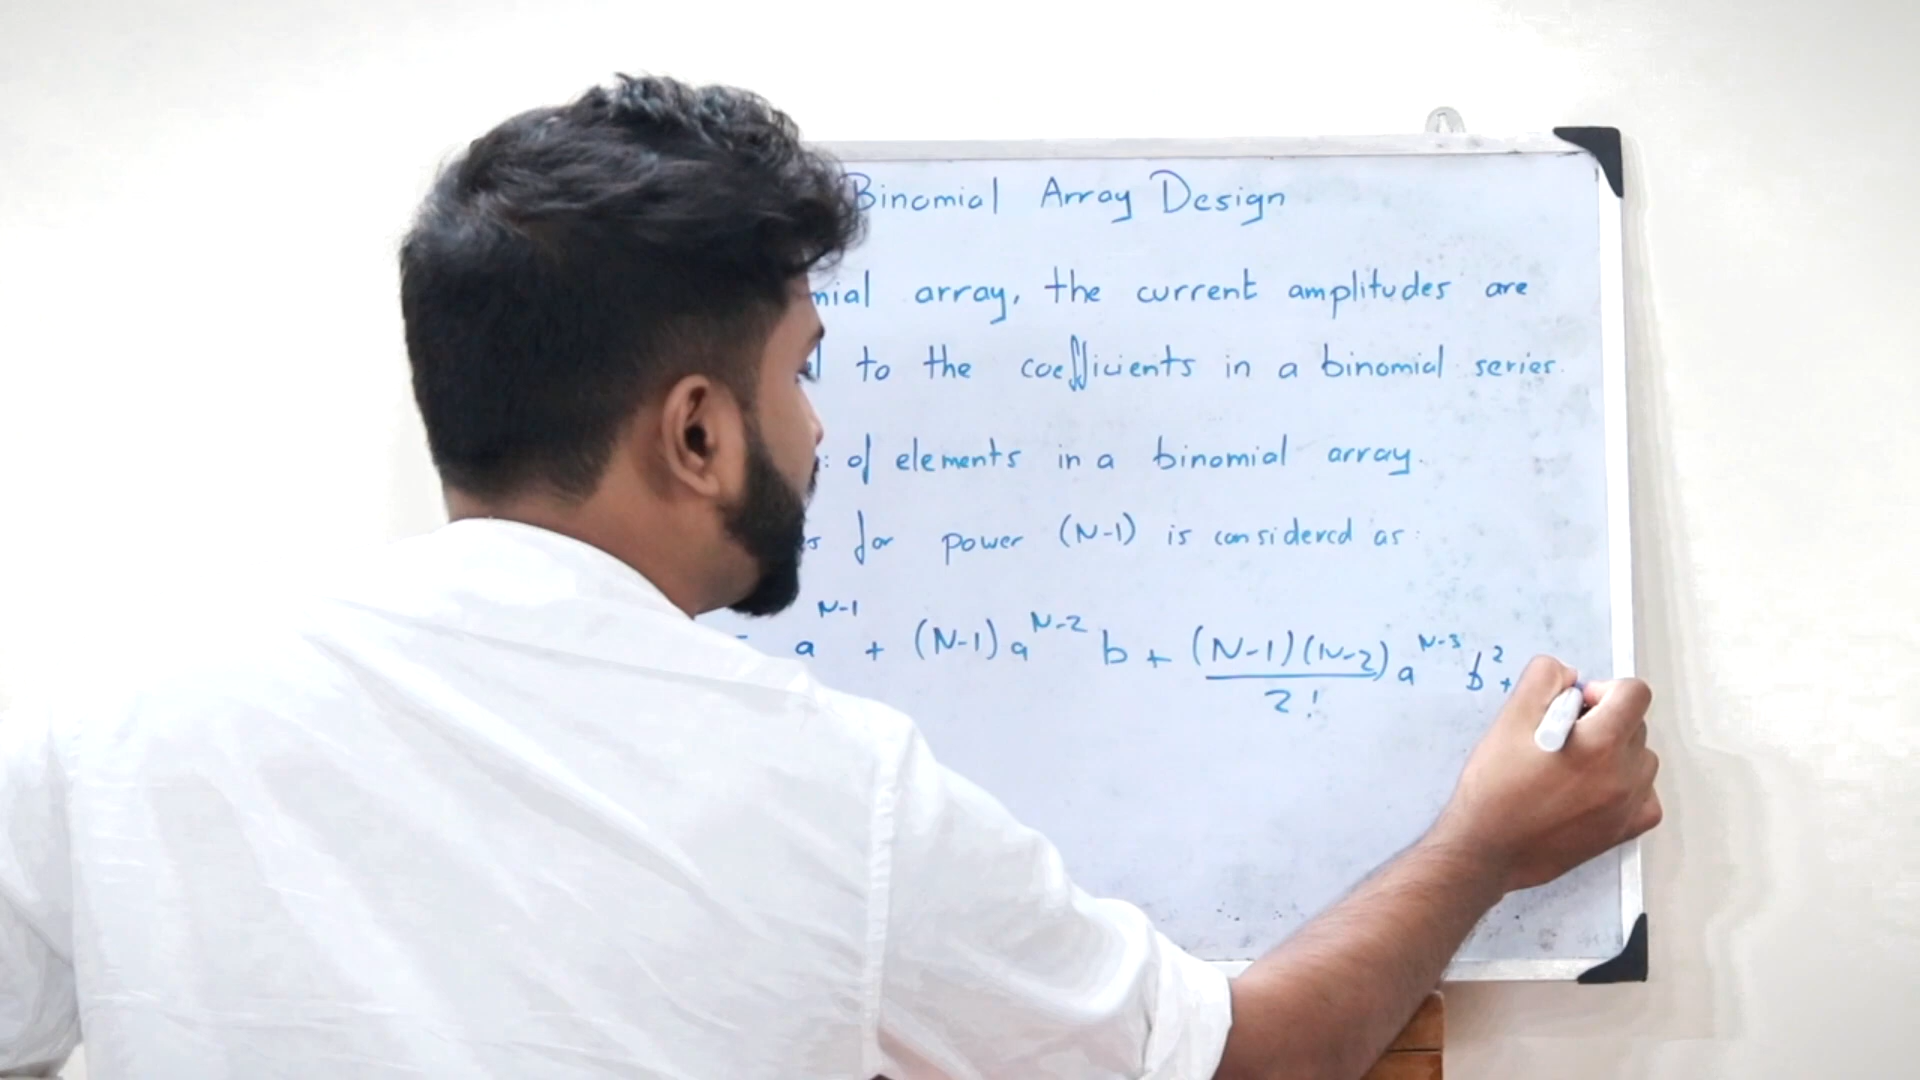 Binomial Array Design
array, the current amplitudes are
to the coefficients in a binomial series.
of elements in a binomial array.
for power (N-1) is considered as:
a^{N-1} + (N-1) a^{N-2} b + \frac{(N-1)(N-2)}{2!} a^{N-3} b^2 +